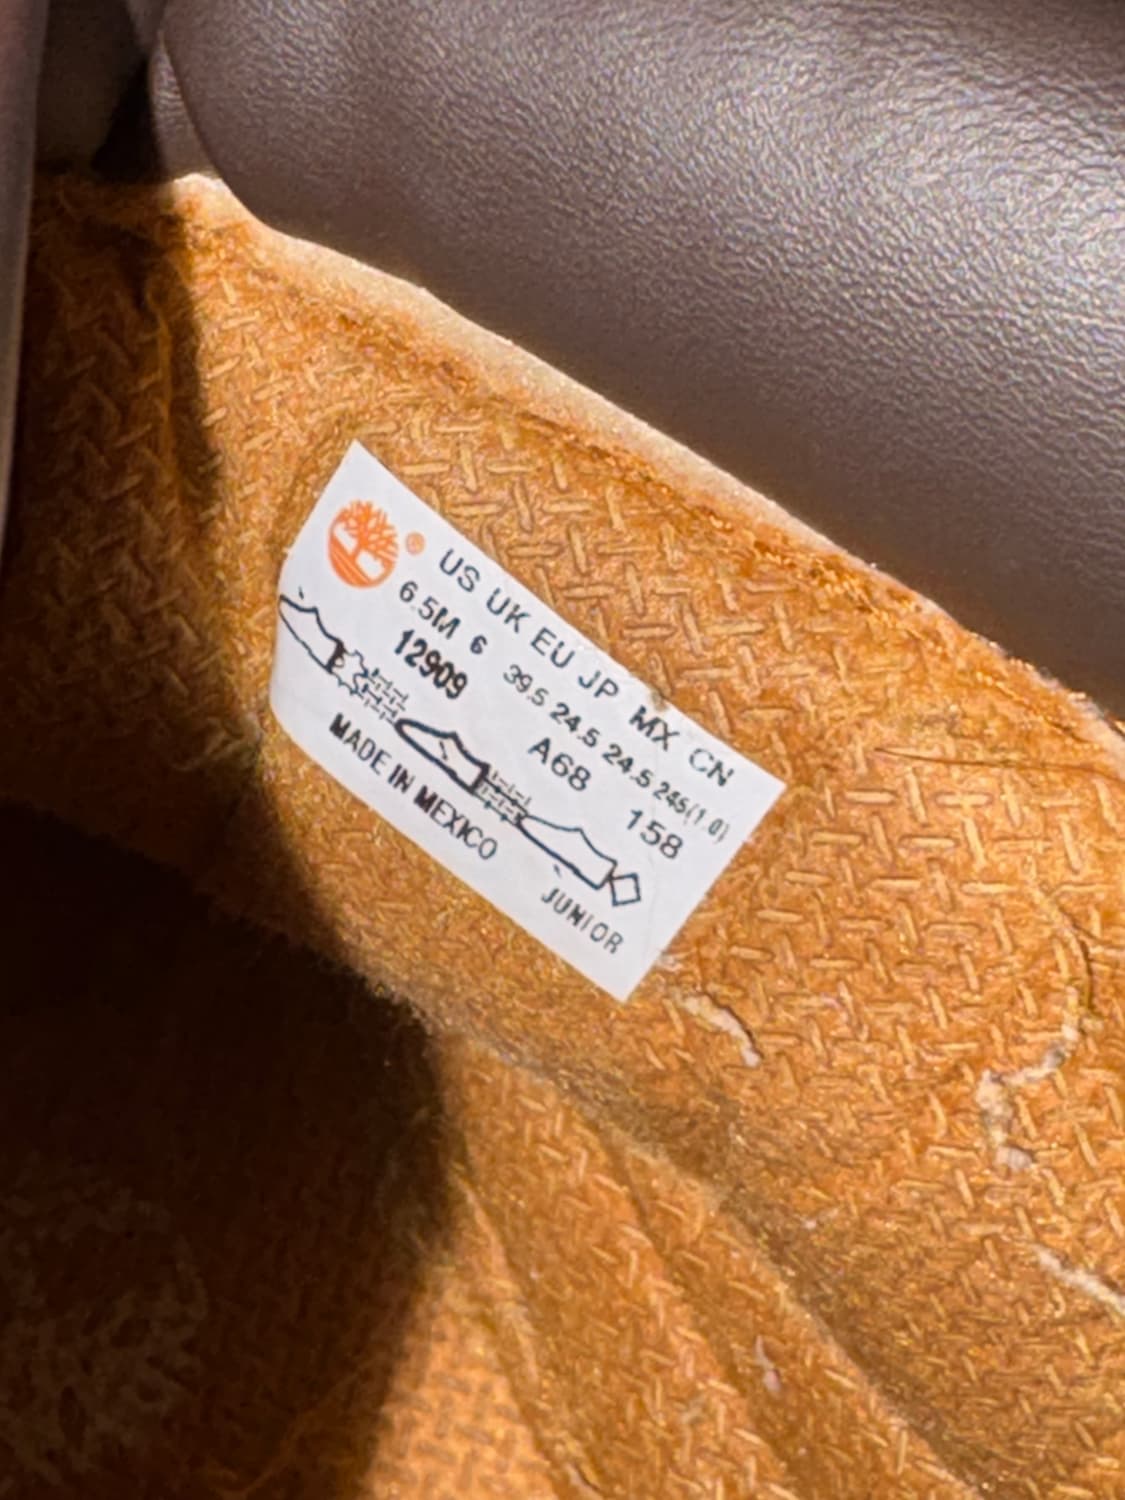 ®
US UK EU JP MX CN
6.5M 6 39.5 24.5 24.5 245(1.0)
12909 A68 158
MADE IN MEXICO JUNIOR